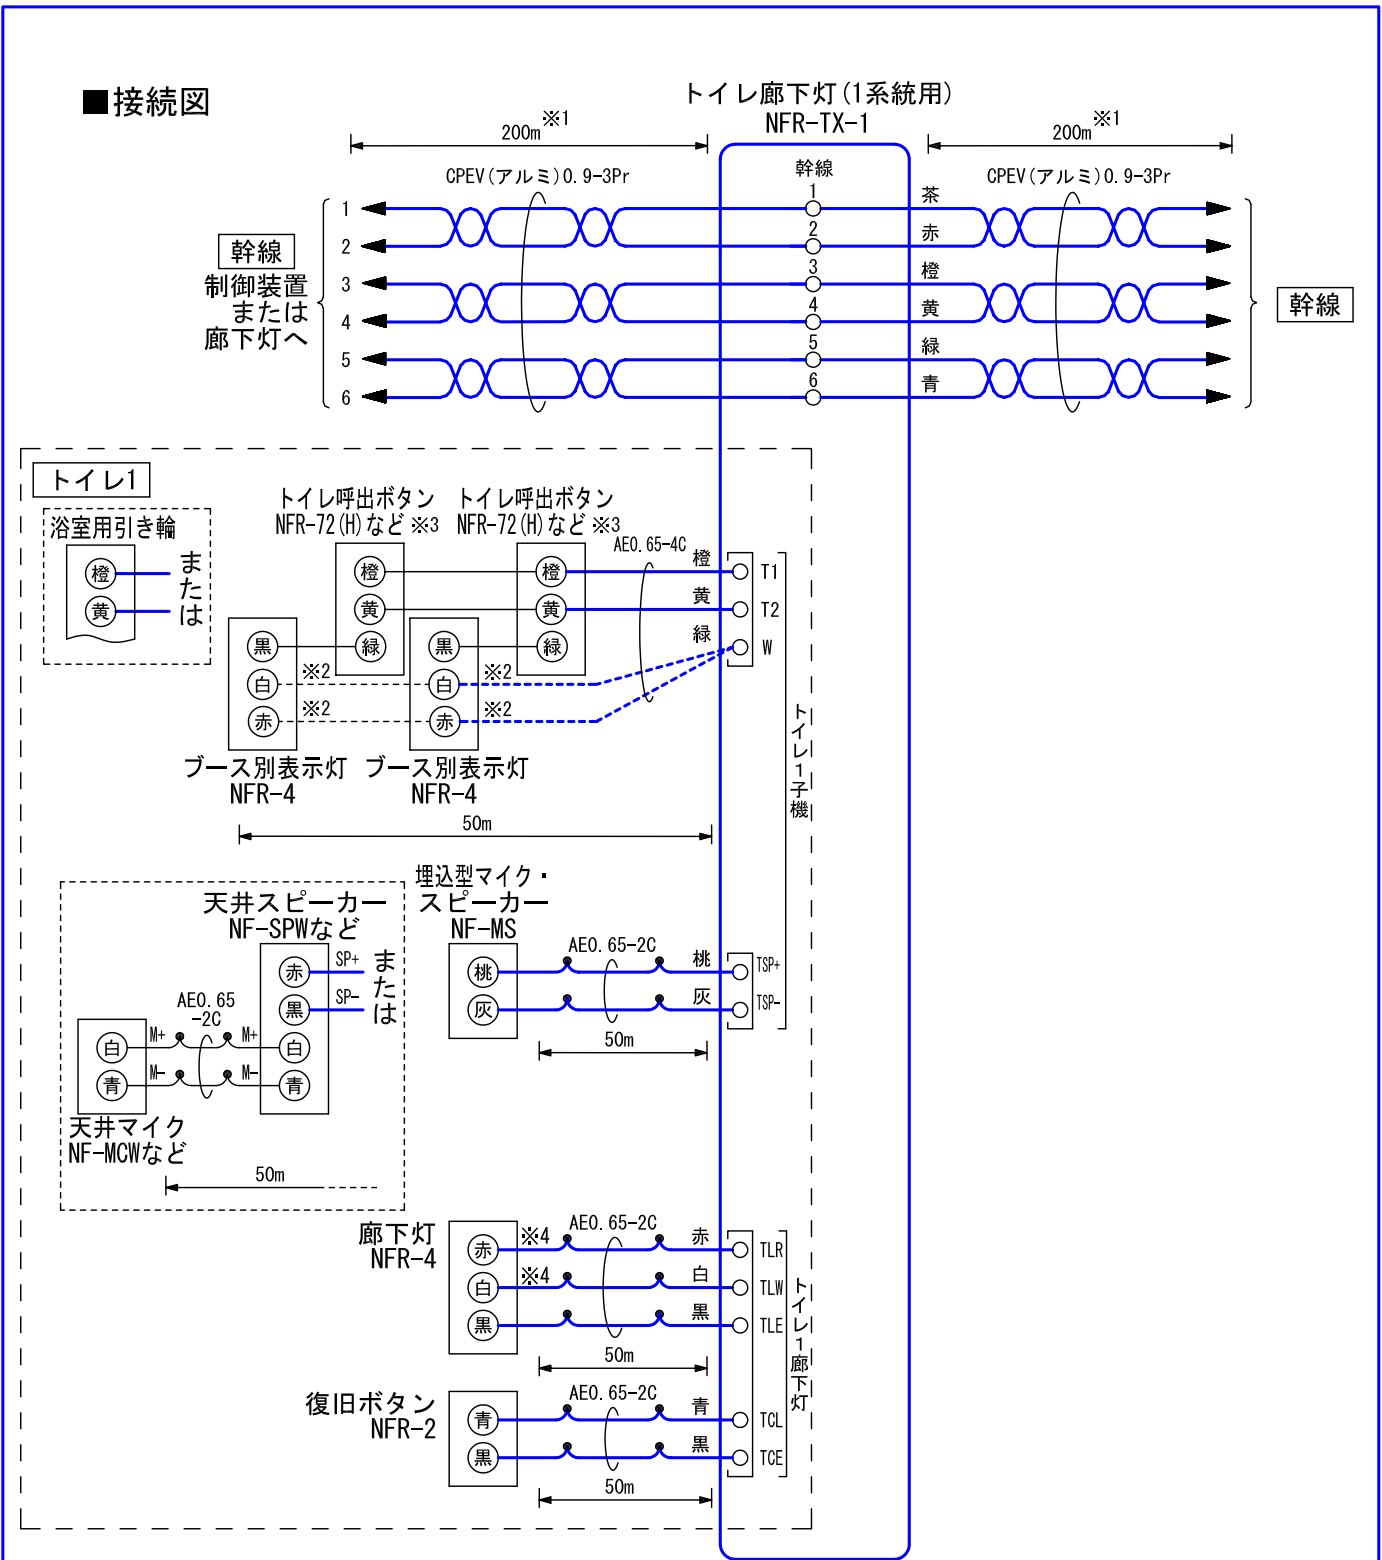 ■接続図
トイレ廊下灯(1系統用)
NFR-TX-1
200m※1
200m※1
CPEV(アルミ)0.9-3Pr
幹線
CPEV(アルミ)0.9-3Pr
1
1
茶
2
2
赤
3
3
橙
4
4
黄
5
5
緑
6
6
青
幹線
制御装置
または
廊下灯へ
幹線
トイレ1
浴室用引き輪
橙
黄
または
トイレ呼出ボタン
NFR-72(H)など※3
トイレ呼出ボタン
NFR-72(H)など※3
AE0.65-4C
橙
橙
橙
T1
黄
黄
黄
T2
黒
緑
黒
緑
緑
W
白
※2
白
※2
赤
※2
赤
※2
ブース別表示灯
NFR-4
ブース別表示灯
NFR-4
50m
トイレ1子機
天井スピーカー
NF-SPWなど
埋込型マイク・
スピーカー
NF-MS
AE0.65-2C
赤
SP+
または
桃
桃
TSP+
黒
SP-
灰
灰
TSP-
50m
AE0.65
-2C
白
M+
M+
白
青
M-
M-
青
天井マイク
NF-MCWなど
50m
廊下灯
NFR-4
AE0.65-2C
赤
※4
赤
TLR
白
※4
白
TLW
黒
黒
TLE
50m
トイレ1廊下灯
復旧ボタン
NFR-2
AE0.65-2C
青
青
TCL
黒
黒
TCE
50m